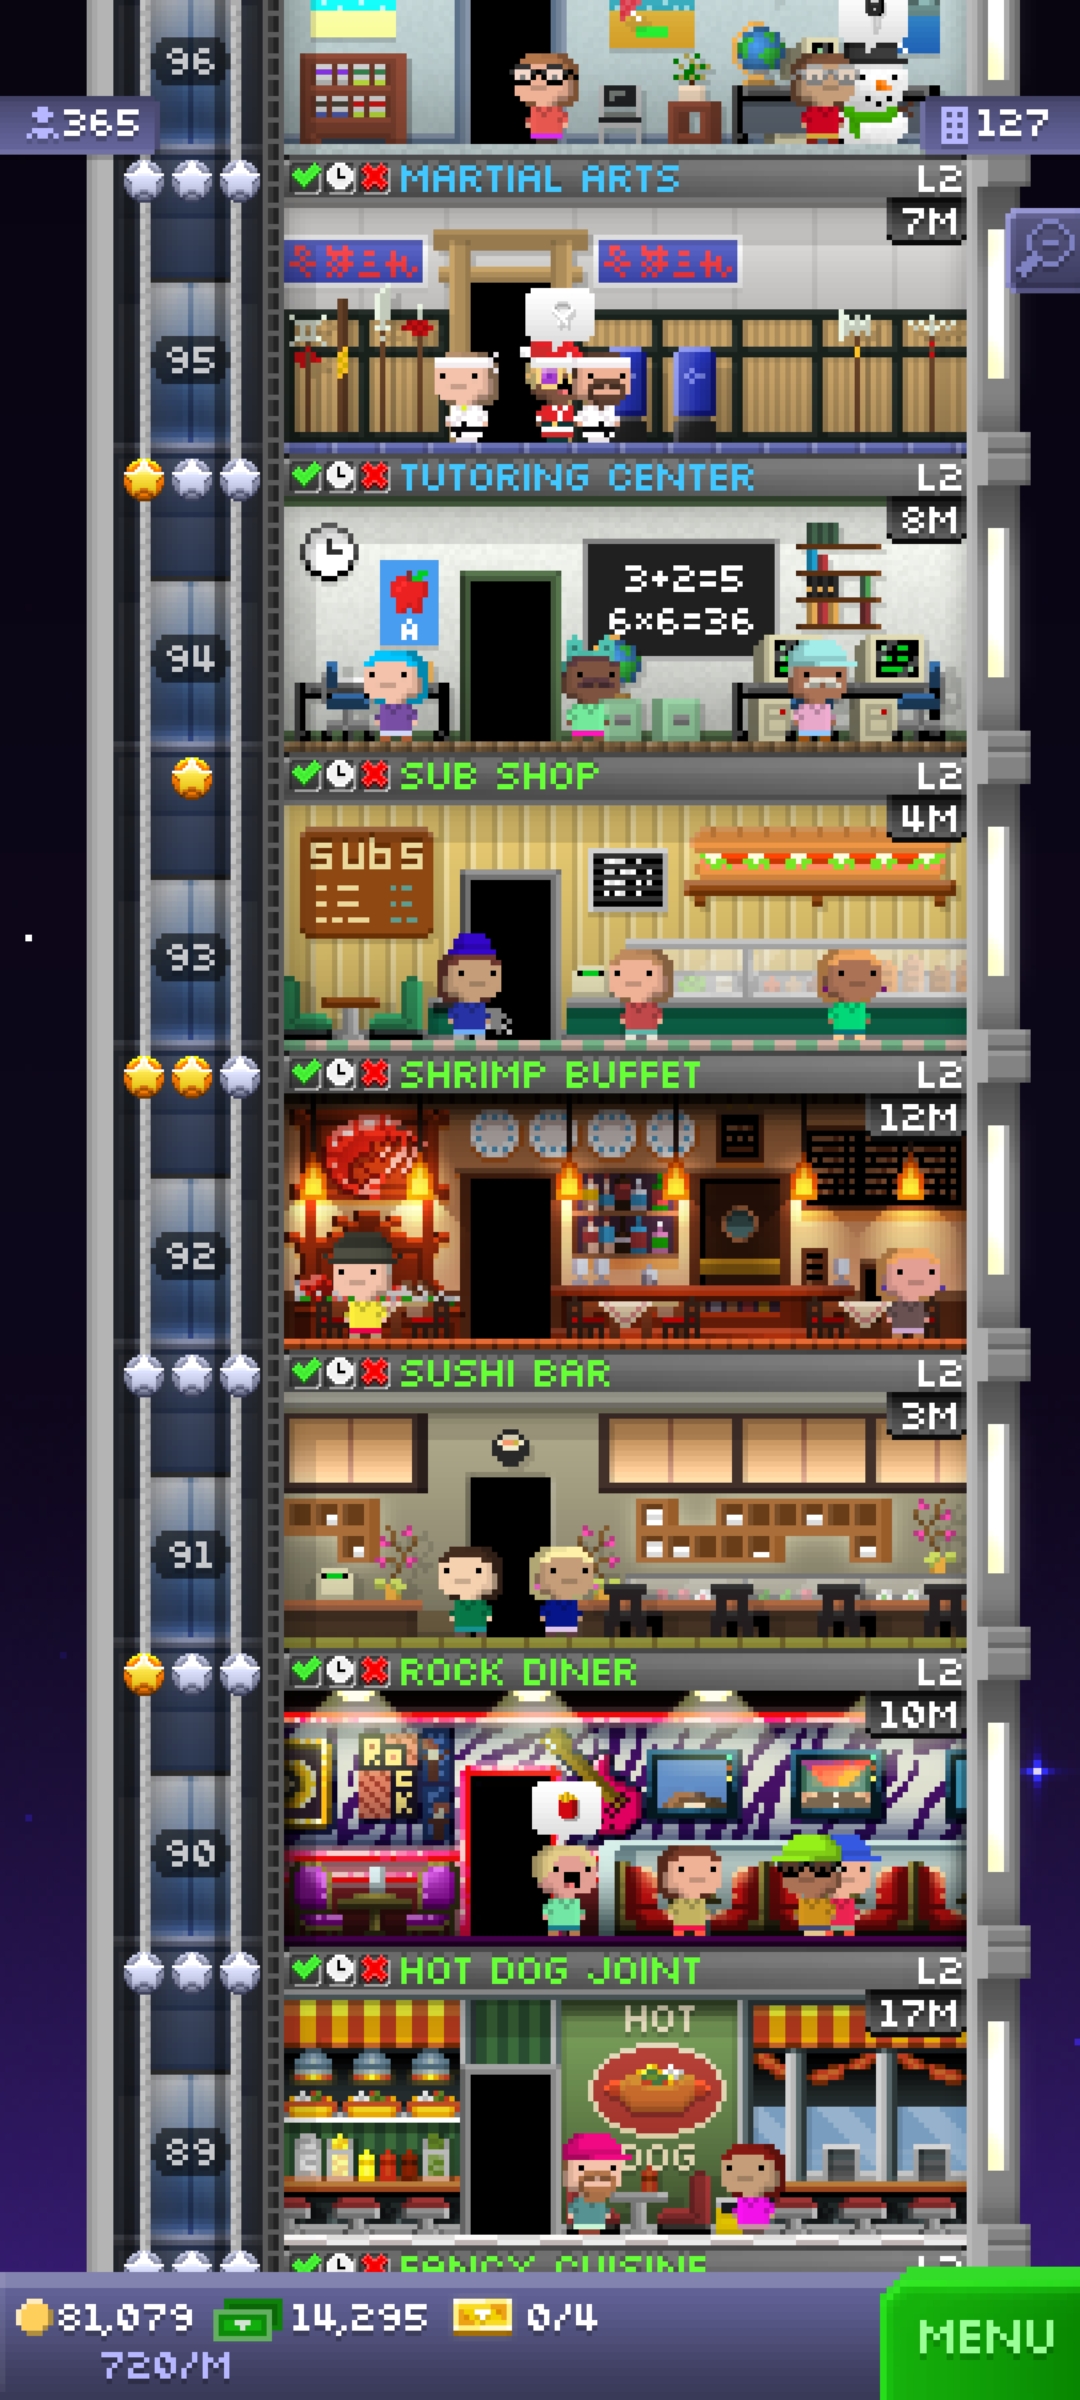 96
365
127
MARTIAL ARTS L2
7M
95
TUTORING CENTER L2
8M
3+2=5
6x6=36
A
94
SUB SHOP L2
4M
SUbS
93
SHRIMP BUFFET L2
12M
92
SUSHI BAR L2
3M
91
ROCK DINER L2
10M
RoCK
90
HOT DOG JOINT L2
17M
HOT
DOG
89
FANCY CUISINE L2
81,079 14,295 0/4
720/M
MENU